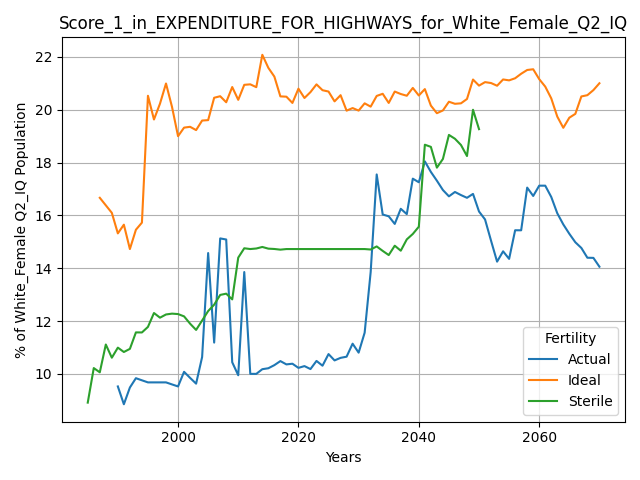 Score_1_in_EXPENDITURE_FOR_HIGHWAYS_for_White_Female_Q2_IQ
% of White_Female Q2_IQ Population
22
20
18
16
14
12
10
2000 2020 2040 2060
Years
Fertility
Actual
Ideal
Sterile